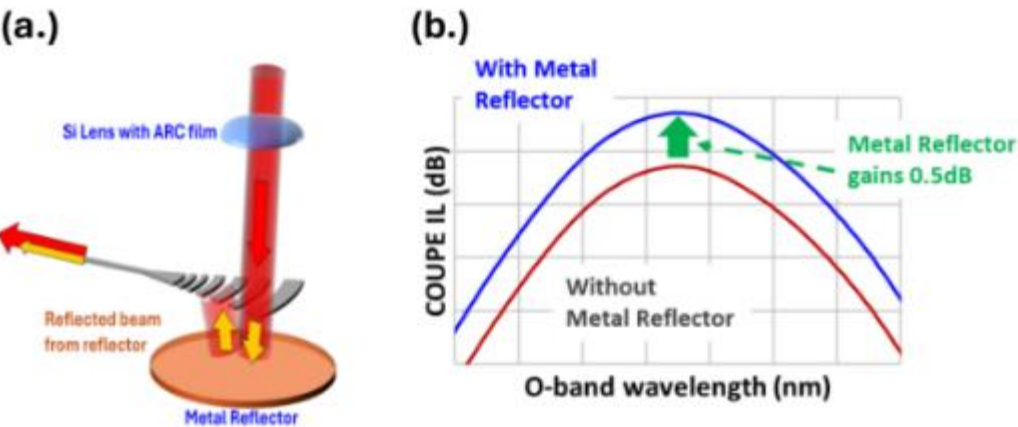 (a.)
Si Lens with ARC film
Reflected beam
from reflector
Metal Reflector
(b.)
With Metal
Reflector
Metal Reflector
gains 0.5dB
Without
Metal Reflector
COUPE IL (dB)
O-band wavelength (nm)